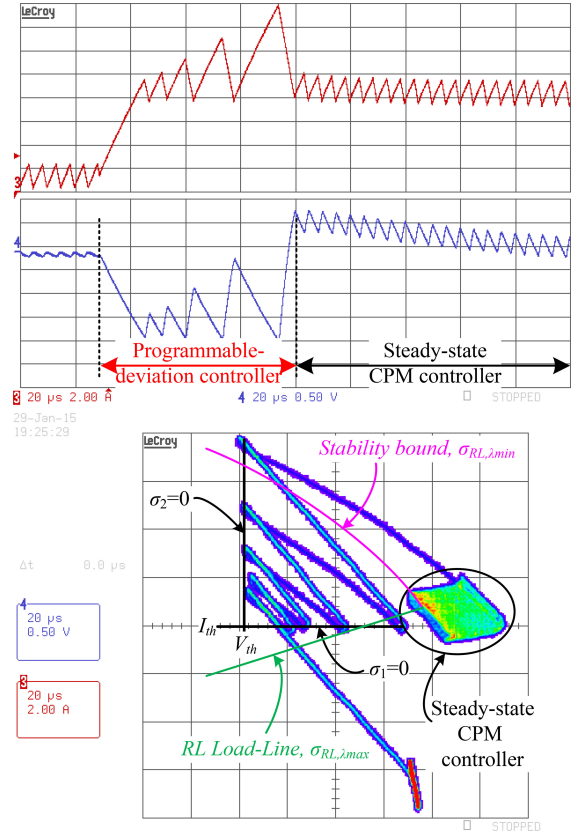 LeCroy
3
4
Programmable-
deviation controller
Steady-state
CPM controller
3 20 µs 2.00 A
4 20 µs 0.50 V
STOPPED
29-Jan-15
19:25:29
LeCroy
Stability bound, σRL,λmin
σ2=0
Δt 0.0 µs
4
20 µs
0.50 V
Ith
Vth
σ1=0
3
20 µs
2.00 A
RL Load-Line, σRL,λmax
Steady-state
CPM
controller
STOPPED